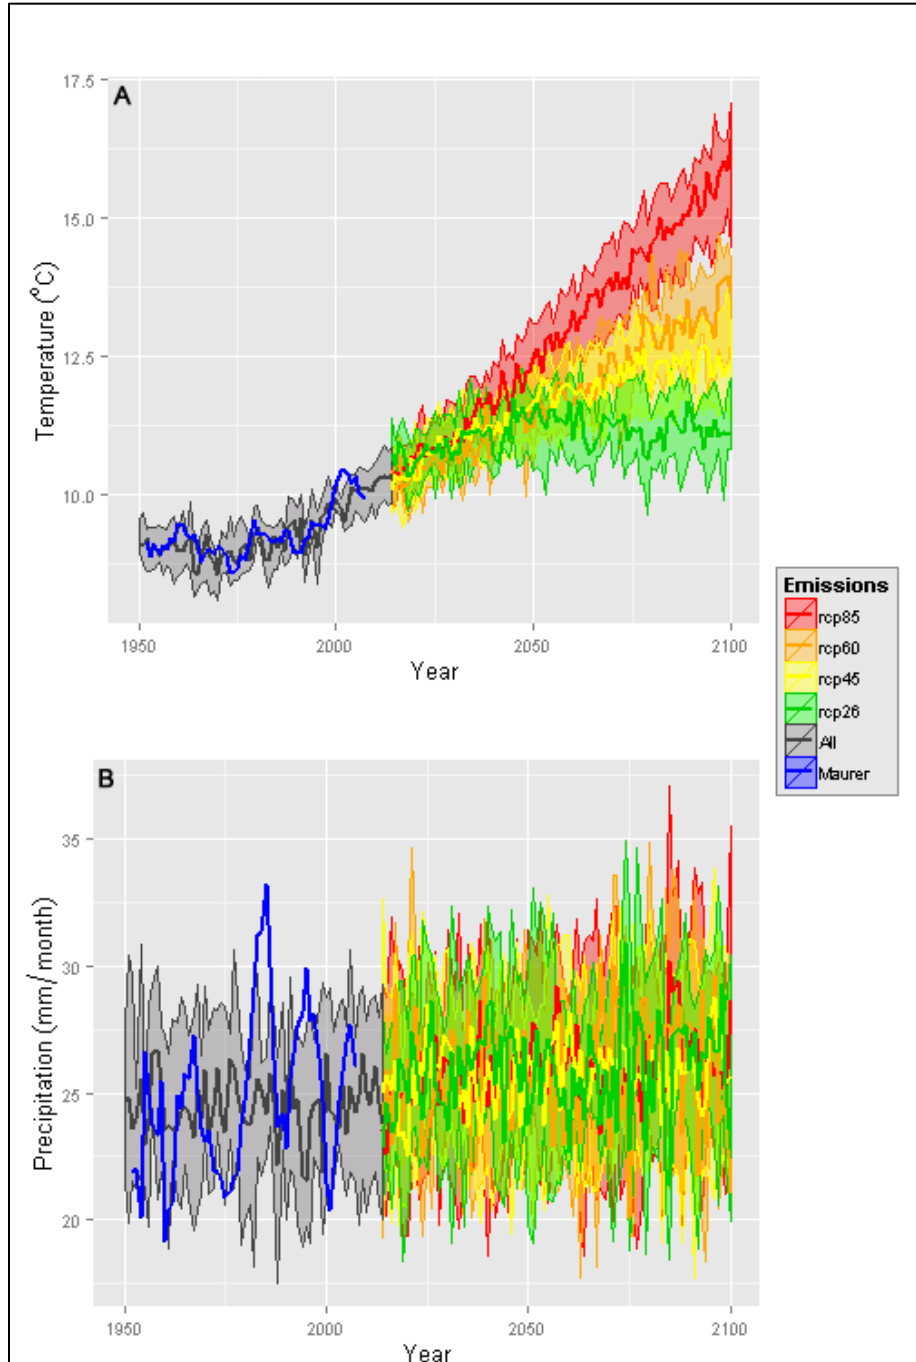 A
17.5
15.0
12.5
10.0
Temperature (°C)
1950 2000 2050 2100
Year
Emissions
rcp85
rcp60
rcp45
rcp26
All
Maurer
B
35
30
25
20
Precipitation (mm/month)
1950 2000 2050 2100
Year